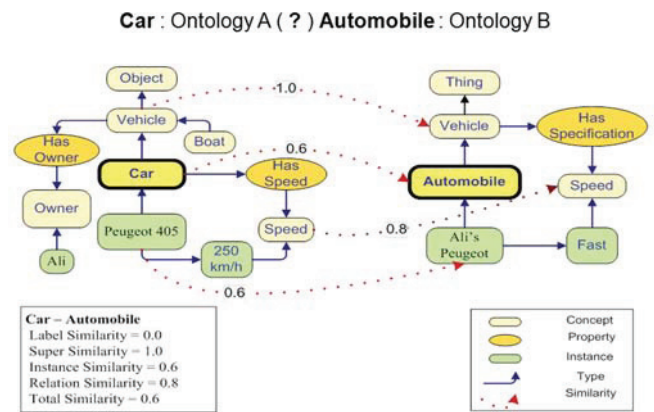 Car : Ontology A ( ? ) Automobile : Ontology B
Object
Vehicle
Boat
Has
Owner
Car
Has
Speed
Owner
Peugeot 405
Speed
Ali
250
km/h
1.0
0.6
0.8
0.6
Thing
Vehicle
Has
Specification
Automobile
Speed
Ali's
Peugeot
Fast
Car – Automobile
Label Similarity = 0.0
Super Similarity = 1.0
Instance Similarity = 0.6
Relation Similarity = 0.8
Total Similarity = 0.6
Concept
Property
Instance
Type
Similarity